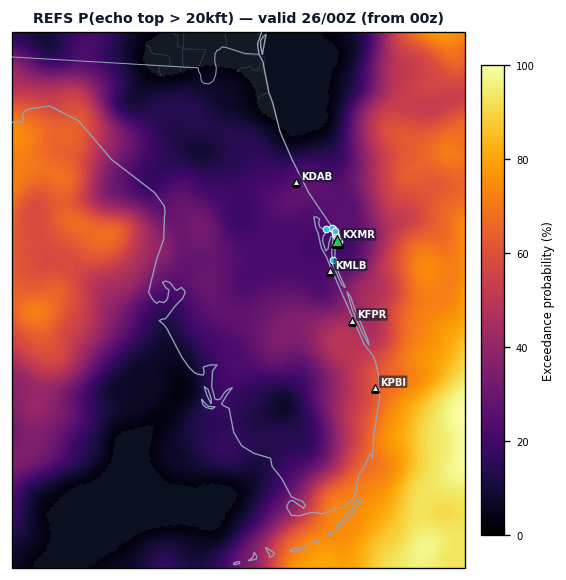 REFS P(echo top > 20kft) — valid 26/00Z (from 00z)
KDAB
KXMR
KMLB
KFPR
KPBI
100
80
60
40
20
0
Exceedance probability (%)